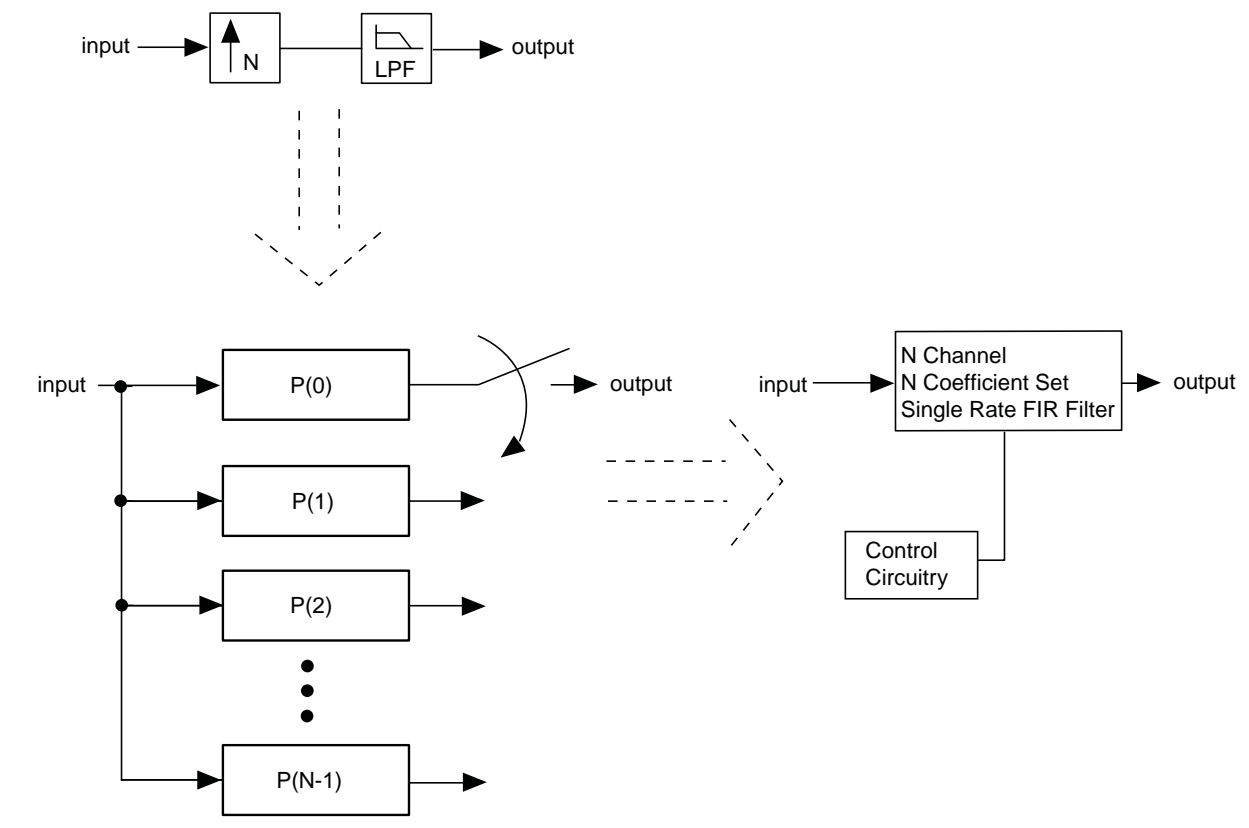 input
N
LPF
output
input
P(0)
output
P(1)
P(2)
P(N-1)
input
N Channel
N Coefficient Set
Single Rate FIR Filter
output
Control
Circuitry